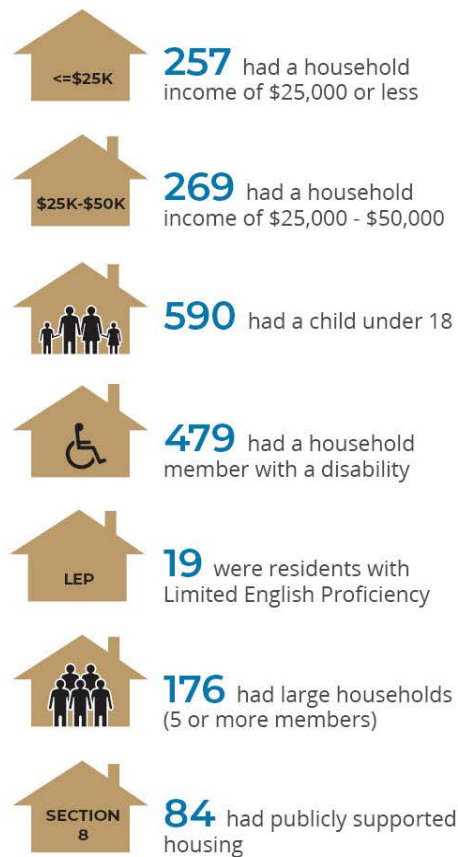 <=$25K
257 had a household
income of $25,000 or less
$25K-$50K
269 had a household
income of $25,000 - $50,000
590 had a child under 18
479 had a household
member with a disability
LEP
19 were residents with
Limited English Proficiency
176 had large households
(5 or more members)
SECTION
8
84 had publicly supported
housing